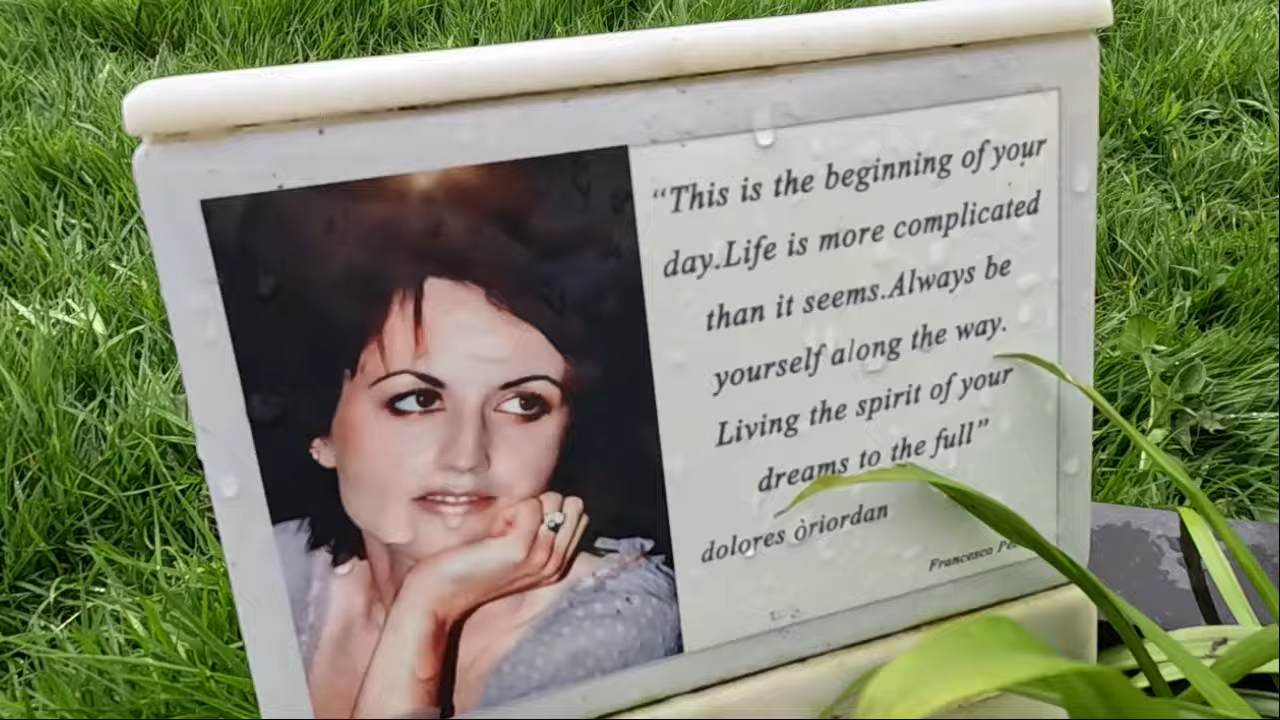 “This is the beginning of your
day.Life is more complicated
than it seems.Always be
yourself along the way.
Living the spirit of your
dreams to the full”
dolores òriordan
Francesco